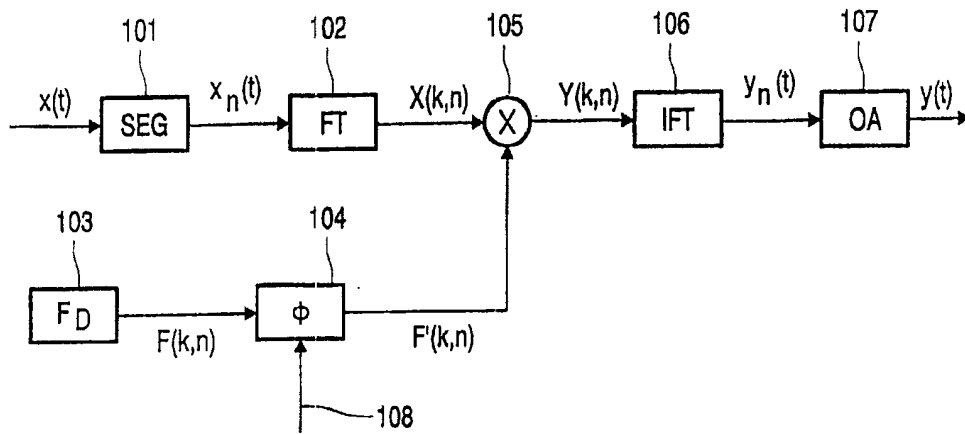 101 102 105 106 107
x(t) SEG x_n(t) FT X(k,n) X Y(k,n) IFT y_n(t) OA y(t)
103 104
F_D F(k,n) Φ F'(k,n)
108